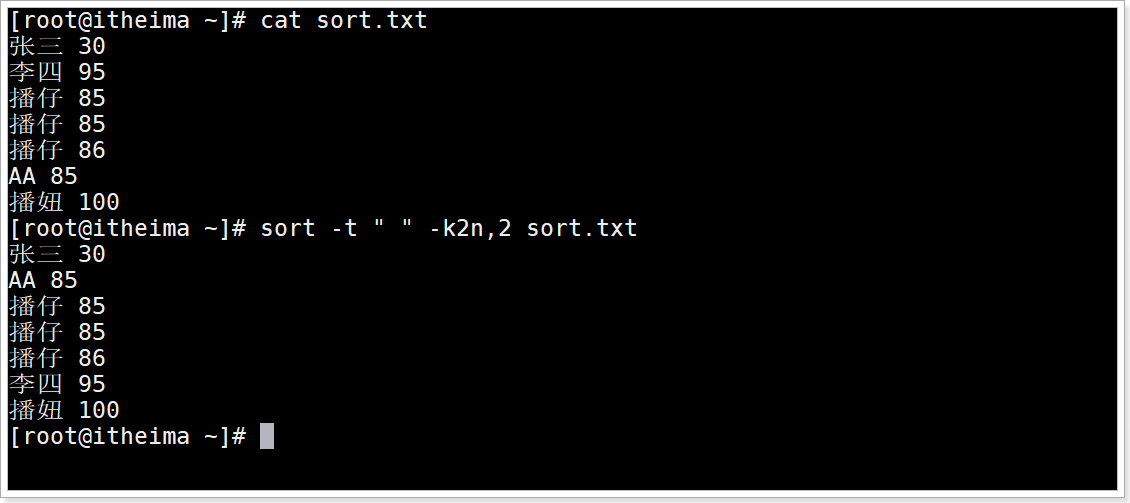 [root@itheima ~]# cat sort.txt
张三 30
李四 95
播仔 85
播仔 85
播仔 86
AA 85
播妞 100
[root@itheima ~]# sort -t " " -k2n,2 sort.txt
张三 30
AA 85
播仔 85
播仔 85
播仔 86
李四 95
播妞 100
[root@itheima ~]#